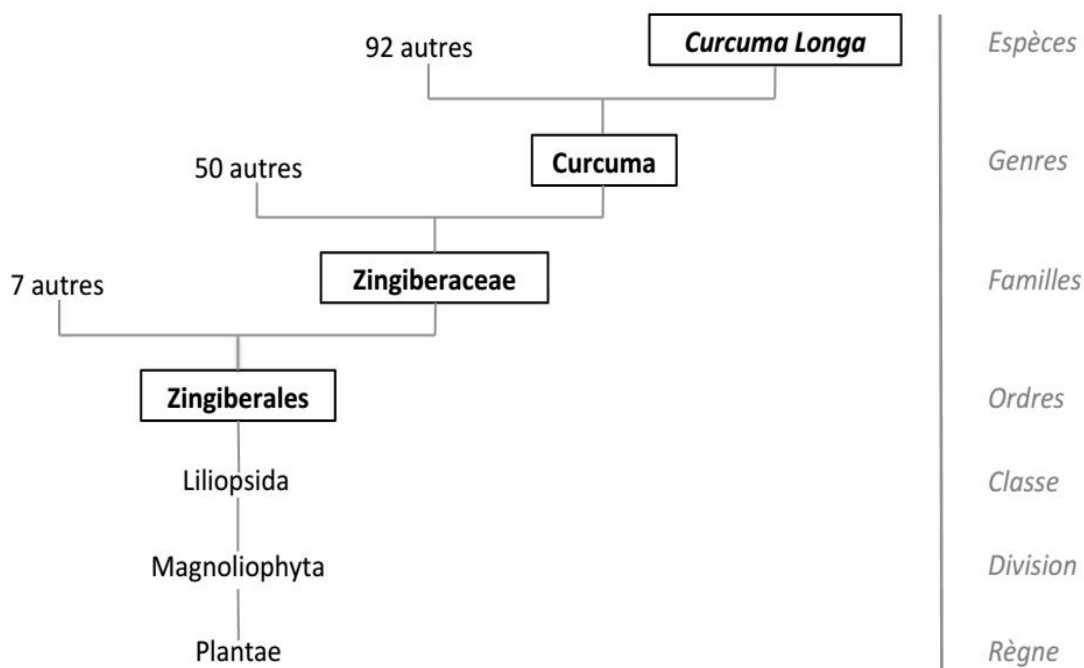 92 autres
Curcuma Longa
Espèces
50 autres
Curcuma
Genres
7 autres
Zingiberaceae
Familles
Zingiberales
Ordres
Liliopsida
Classe
Magnoliophyta
Division
Plantae
Règne